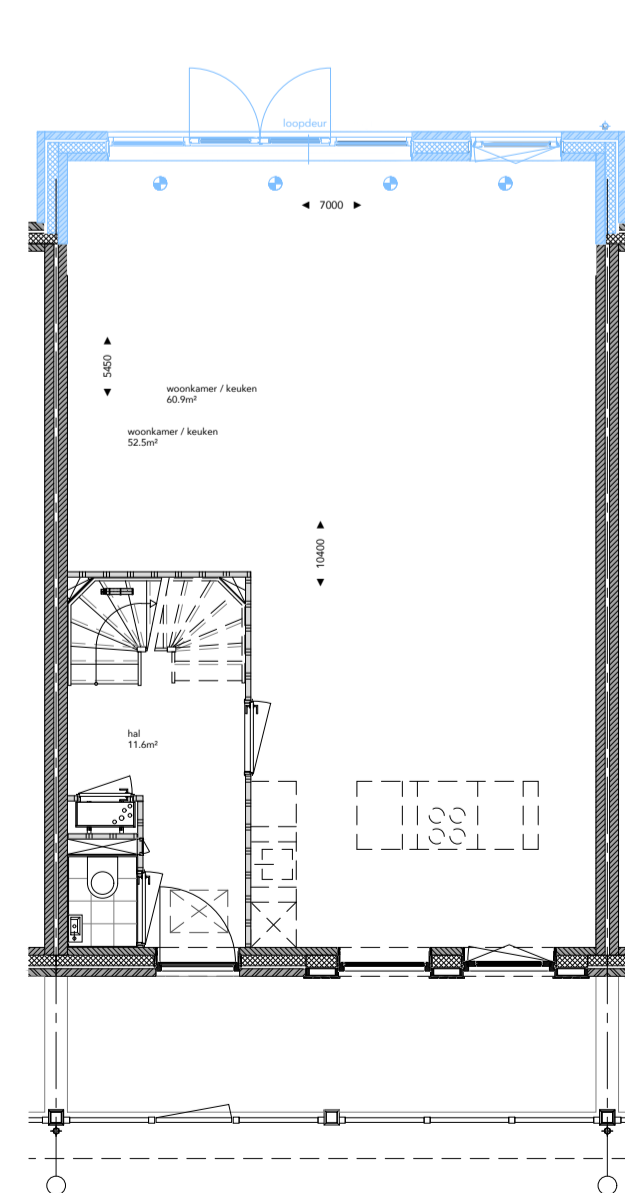 loopdeur
7000
5450
woonkamer / keuken
60.9m²
woonkamer / keuken
52.5m²
10400
hal
11.6m²